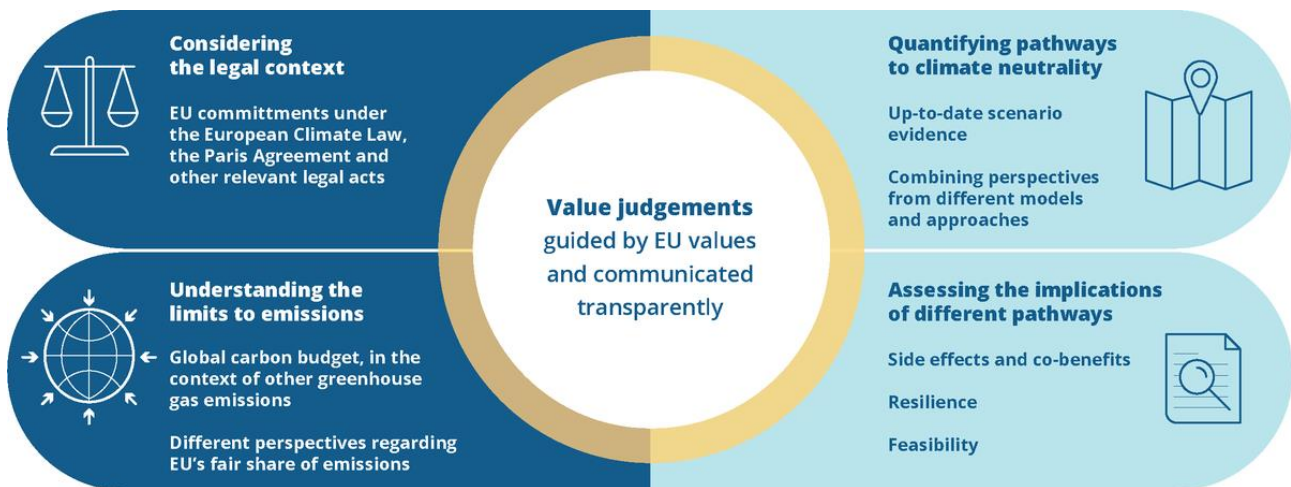 Considering
the legal context
EU committments under
the European Climate Law,
the Paris Agreement and
other relevant legal acts
Understanding the
limits to emissions
Global carbon budget, in the
context of other greenhouse
gas emissions
Different perspectives regarding
EU’s fair share of emissions
Value judgements
guided by EU values
and communicated
transparently
Quantifying pathways
to climate neutrality
Up-to-date scenario
evidence
Combining perspectives
from different models
and approaches
Assessing the implications
of different pathways
Side effects and co-benefits
Resilience
Feasibility